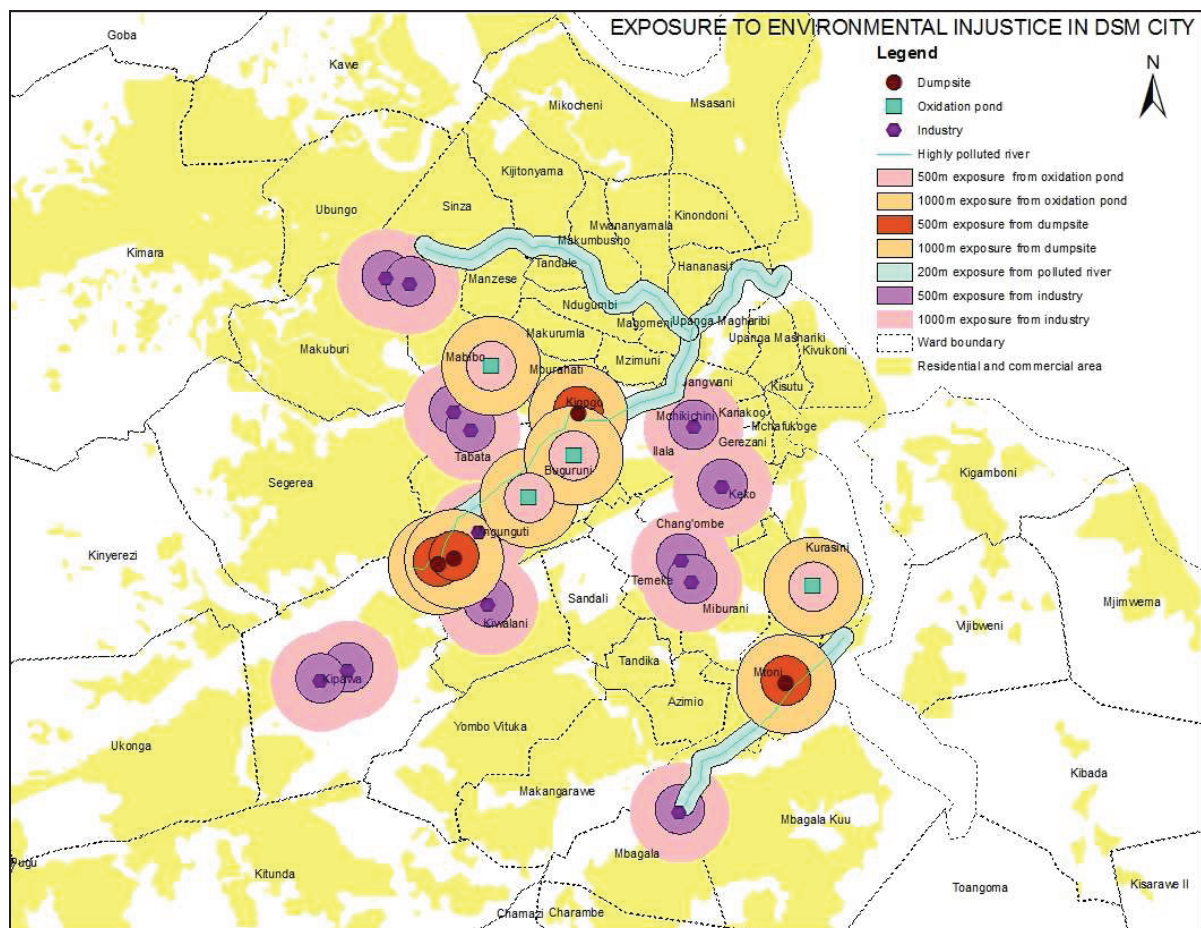 EXPOSURE TO ENVIRONMENTAL INJUSTICE IN DSM CITY
Legend
Dumpsite
Oxidation pond
Industry
Highly polluted river
500m exposure from oxidation pond
1000m exposure from oxidation pond
500m exposure from dumpsite
1000m exposure from dumpsite
200m exposure from polluted river
500m exposure from industry
1000m exposure from industry
Ward boundary
Residential and commercial area
N
Goba
Kawe
Mikocheni
Msasani
Kijitonyama
Ubungo
Sinza
Kinondoni
Mwananyamala
Makumbusho
Kimara
Tandale
Hananasif
Manzese
Ndugumbi
Magomeni
Upanga Magharibi
Makurumla
Upanga Mashariki
Kivukoni
Makuburi
Mabibo
Mzimuni
Mburahati
Jangwani
Kisutu
Kigogo
Mchikichini
Kariakoo
Mchafukoge
Gerezani
Ilala
Tabata
Buguruni
Kigamboni
Segerea
Keko
Chang'ombe
Kinyerezi
Kurasini
Temeke
Sandali
Miburani
Mjimwema
Kiwalani
Vijibweni
Tandika
Mtoni
Kipawa
Azimio
Yombo Vituka
Ukonga
Kibada
Makangarawe
Mbagala Kuu
Mbagala
Kitunda
Toangoma
Kisarawe II
Chamazi
Charambe